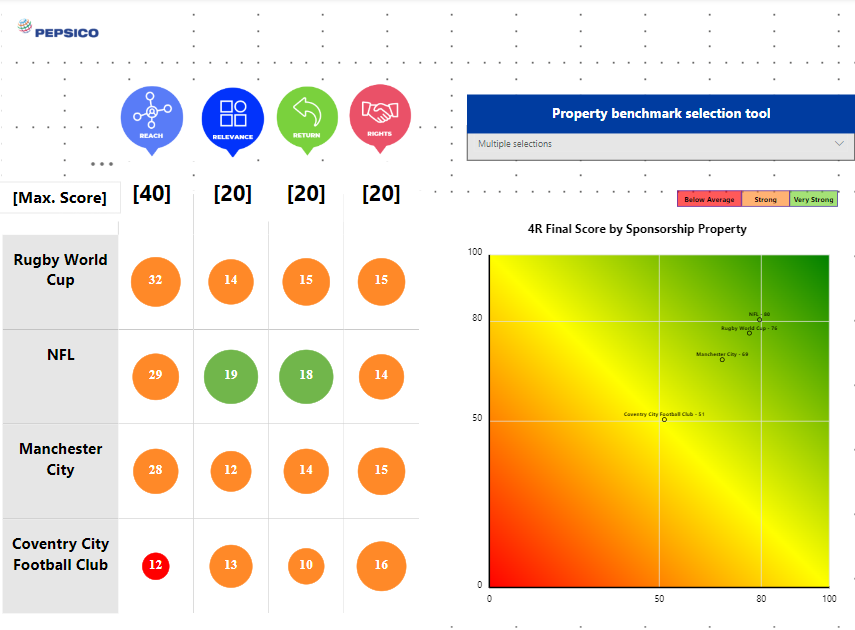 PEPSICO
REACH
RELEVANCE
RETURN
RIGHTS
Property benchmark selection tool
Multiple selections
[Max. Score]
[40]
[20]
[20]
[20]
Below Average
Strong
Very Strong
4R Final Score by Sponsorship Property
Rugby World
Cup
32
14
15
15
NFL
29
19
18
14
Manchester
City
28
12
14
15
Coventry City
Football Club
12
13
10
16
100
80
50
0
NFL - 80
Rugby World Cup - 76
Manchester City - 69
Coventry City Football Club - 51
0
50
80
100